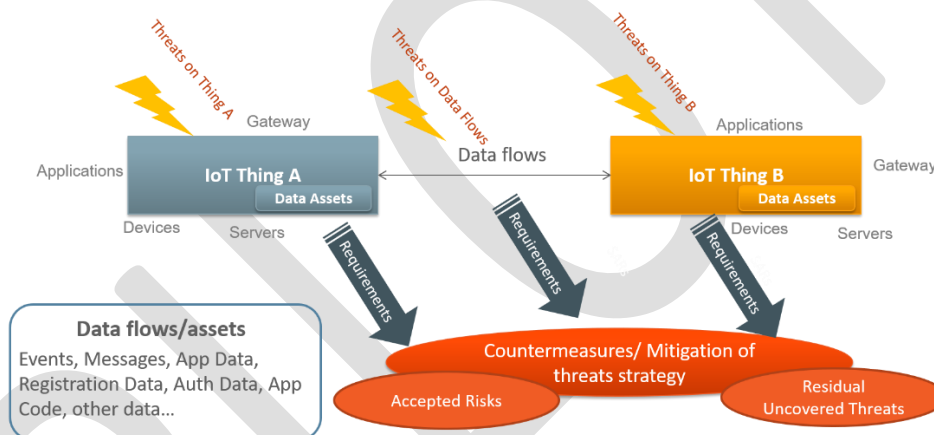 Threats on Thing A
Threats on Data Flows
Threats on Thing B
Gateway
Applications
Applications
IoT Thing A
Data Assets
Data flows
IoT Thing B
Data Assets
Gateway
Devices
Servers
Devices
Servers
Requirements
Requirements
Requirements
Data flows/assets
Events, Messages, App Data,
Registration Data, Auth Data, App
Code, other data...
Countermeasures/ Mitigation of
threats strategy
Accepted Risks
Residual
Uncovered Threats